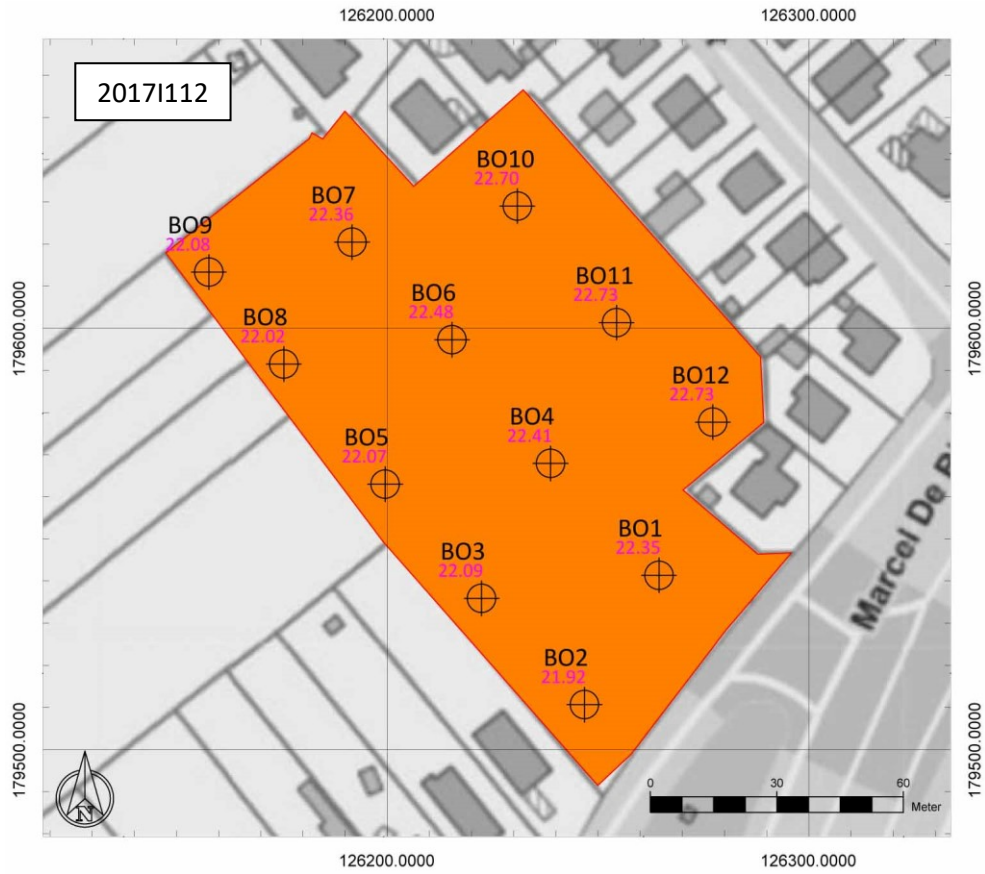 126200.0000
126300.0000
2017I112
BO10
22.70
BO7
22.36
BO9
22.08
BO11
22.73
BO6
22.48
179600.0000
179600.0000
BO8
22.02
BO12
22.73
BO4
22.41
BO5
22.07
Marcel De
BO1
22.35
BO3
22.09
BO2
21.92
179500.0000
179500.0000
0
30
60
Meter
N
126200.0000
126300.0000